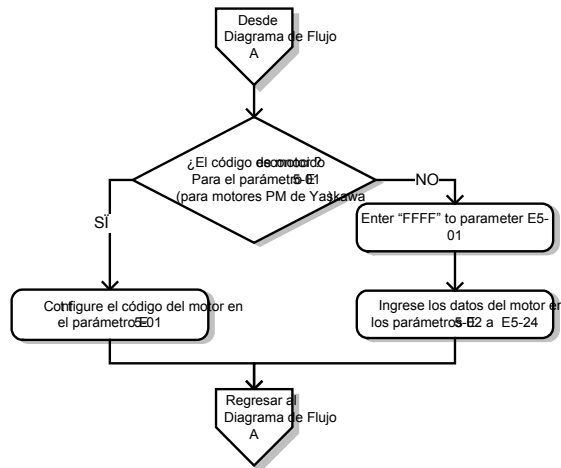 Desde
Diagrama de Flujo
A
¿El código de motor?
Para el parámetro E5-01
(para motores PM de Yaskawa)
SÏ
NO
Enter “FFFF” to parameter E5-
01
Configure el código del motor en
el parámetro E5-01
Ingrese los datos del motor en
los parámetros E5-02 a E5-24
Regresar al
Diagrama de Flujo
A